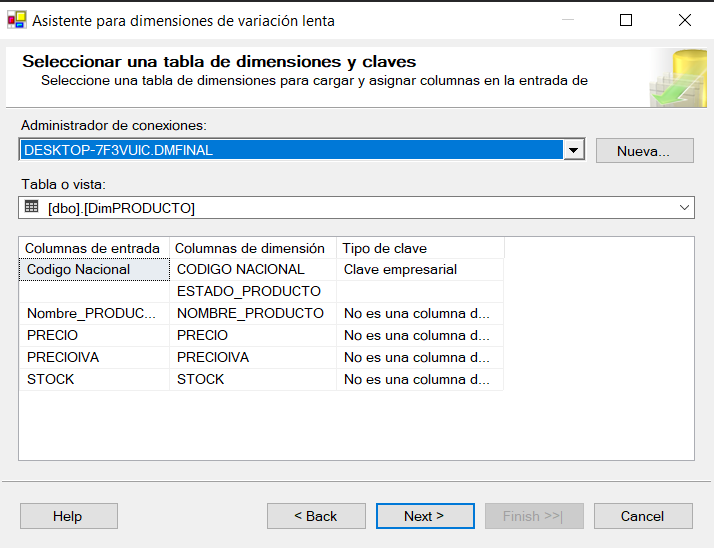 Asistente para dimensiones de variación lenta
Seleccionar una tabla de dimensiones y claves
Seleccione una tabla de dimensiones para cargar y asignar columnas en la entrada de
Administrador de conexiones:
DESKTOP-7F3VUIC.DMFINAL
Nueva...
Tabla o vista:
[dbo].[DimPRODUCTO]
Columnas de entrada Columnas de dimensión Tipo de clave
Codigo Nacional CODIGO NACIONAL Clave empresarial
ESTADO_PRODUCTO
Nombre_PRODUC... NOMBRE_PRODUCTO No es una columna d...
PRECIO PRECIO No es una columna d...
PRECIOIVA PRECIOIVA No es una columna d...
STOCK STOCK No es una columna d...
Help < Back Next > Finish >>| Cancel